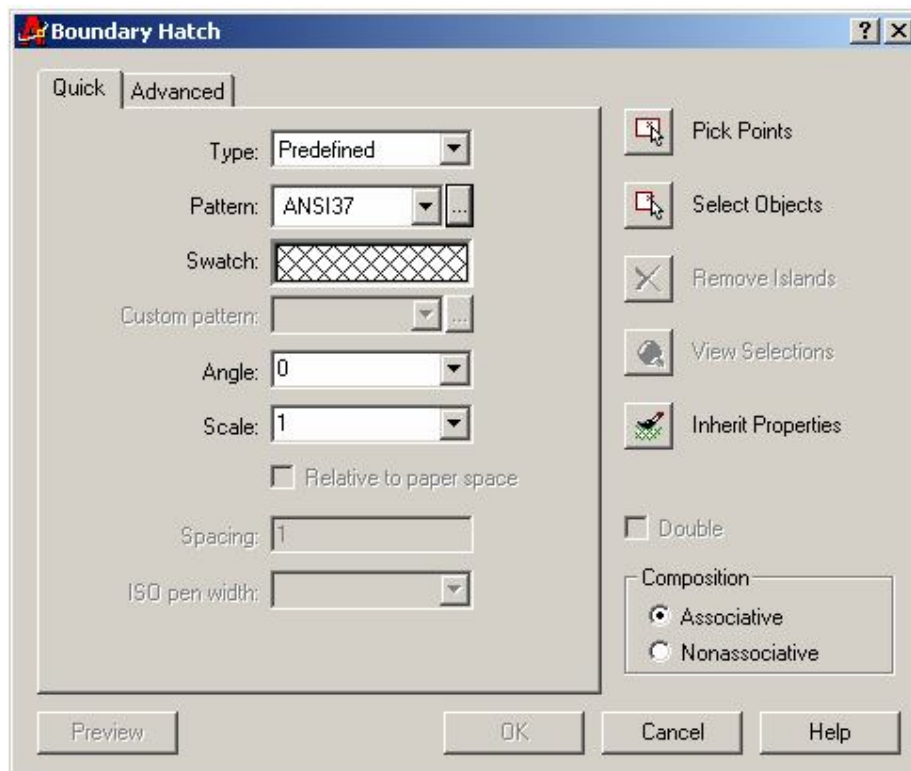 Boundary Hatch
Quick
Advanced
Type: Predefined
Pattern: ANSI37 ...
Swatch:
Custom pattern: ...
Angle: 0
Scale: 1
Relative to paper space
Spacing: 1
ISO pen width:
Pick Points
Select Objects
Remove Islands
View Selections
Inherit Properties
Double
Composition
Associative
Nonassociative
Preview
OK
Cancel
Help